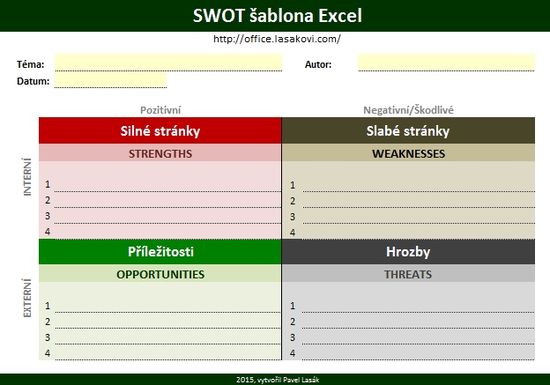 SWOT šablona Excel
http://office.lasakovi.com/
Téma: Autor:
Datum:
Pozitivní Negativní/Škodlivé
INTERNÍ
Silné stránky Slabé stránky
STRENGTHS WEAKNESSES
1 1
2 2
3 3
4 4
EXTERNÍ
Příležitosti Hrozby
OPPORTUNITIES THREATS
1 1
2 2
3 3
4 4
2015, vytvořil Pavel Lasák